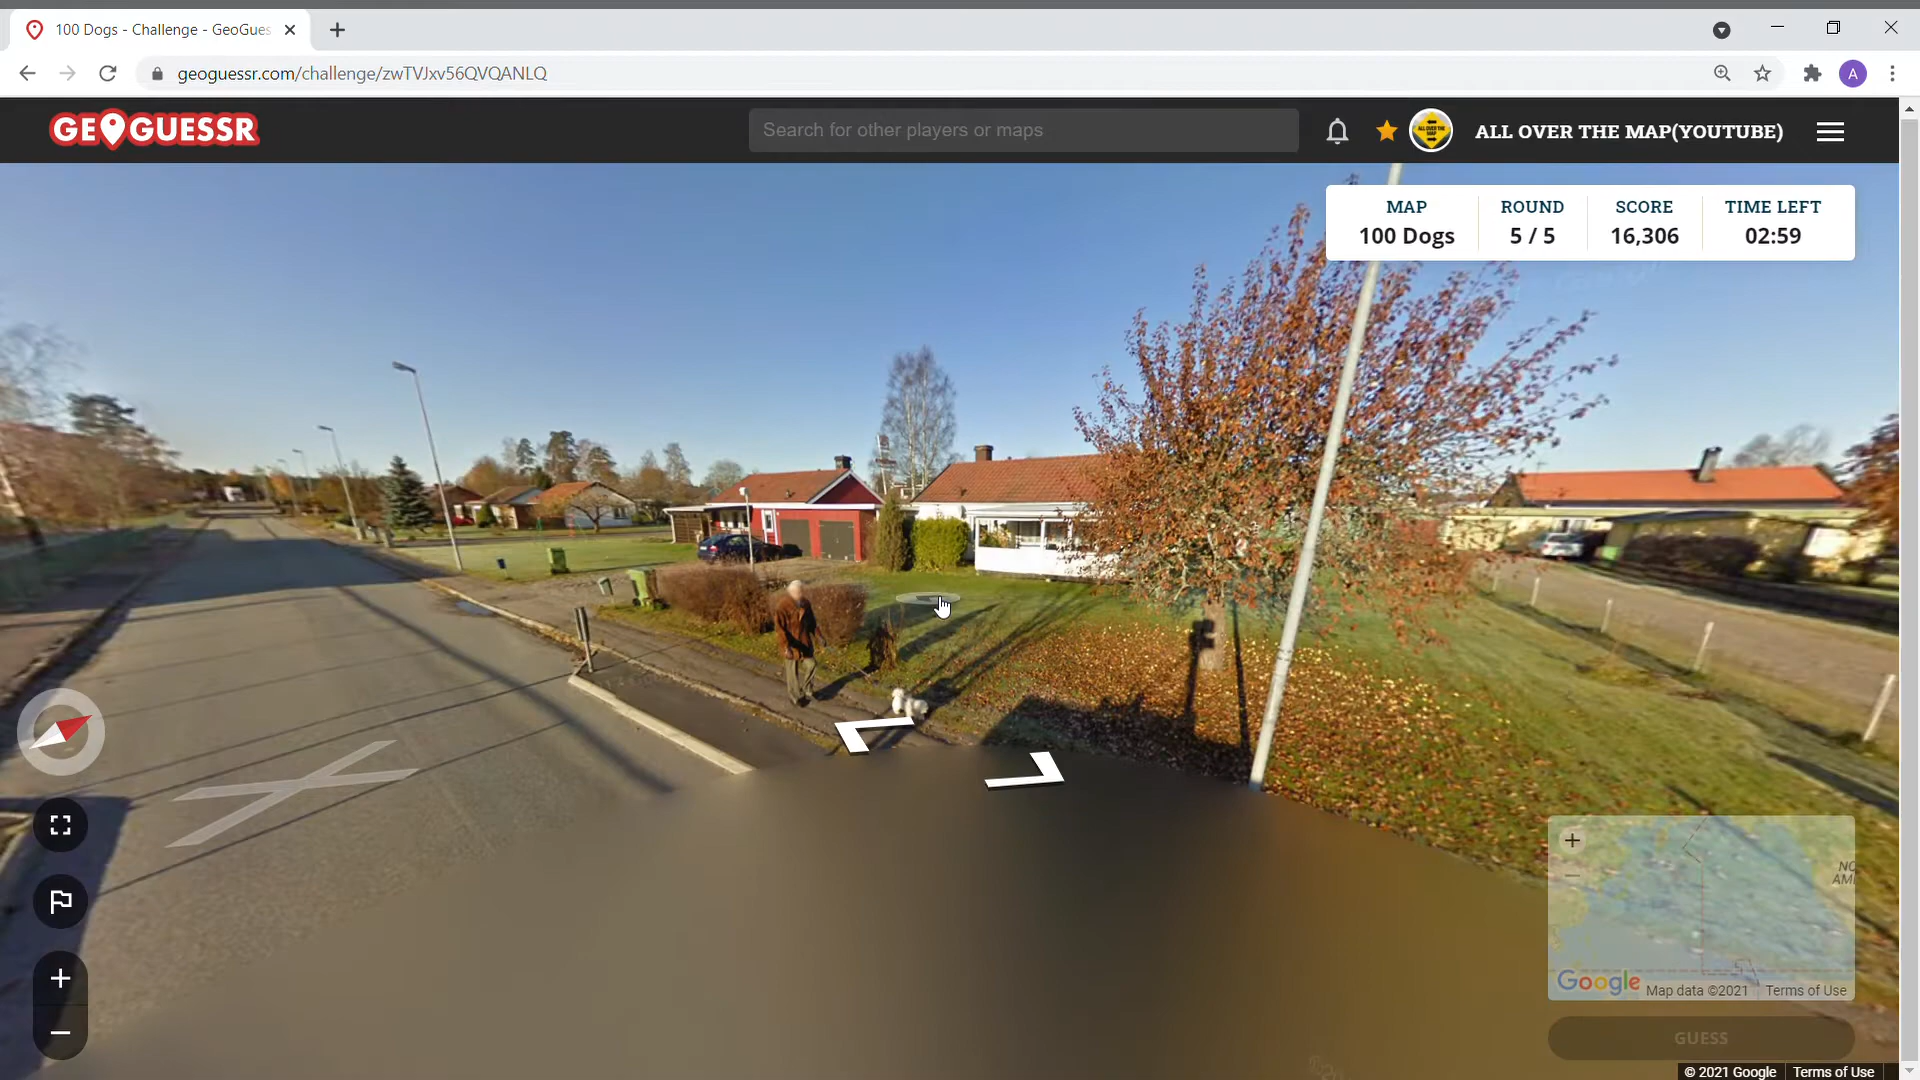 100 Dogs - Challenge - GeoGues
geoguessr.com/challenge/zwTVJxv56QVQANLQ
A
GEOGUESSR
Search for other players or maps
ALL OVER THE MAP(YOUTUBE)
MAP ROUND SCORE TIME LEFT
100 Dogs 5 / 5 16,306 02:59
Google Map data ©2021 Terms of Use
GUESS
© 2021 Google Terms of Use